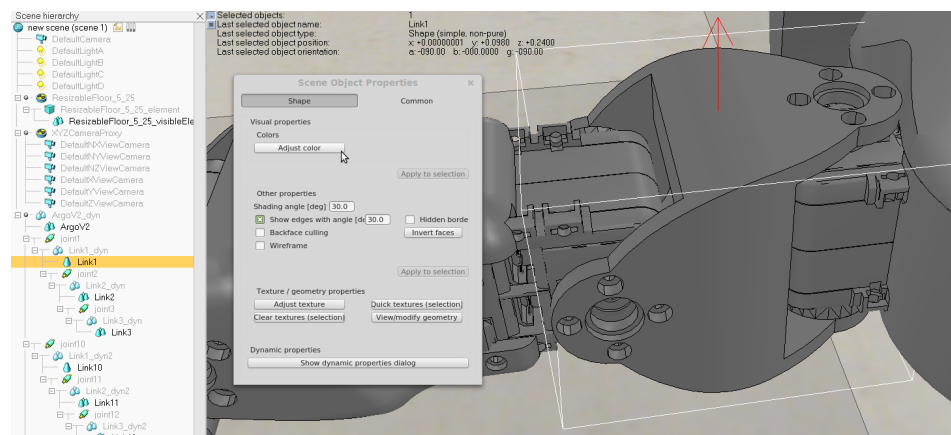 Scene hierarchy
new scene (scene 1)
DefaultCamera
DefaultLightA
DefaultLightB
DefaultLightC
DefaultLightD
ResizableFloor_5_25
ResizableFloor_5_25_element
ResizableFloor_5_25_visibleEle
XYZCameraProxy
DefaultNXViewCamera
DefaultNYViewCamera
DefaultNZViewCamera
DefaultXViewCamera
DefaultYViewCamera
DefaultZViewCamera
ArgoV2_dyn
ArgoV2
joint1
Link1_dyn
Link1
joint2
Link2_dyn
Link2
joint3
Link3_dyn
Link3
joint10
Link1_dyn2
Link10
joint11
Link2_dyn2
Link11
joint12
Link3_dyn2
Selected objects: 1
Last selected object name: Link1
Last selected object type: Shape (simple, non-pure)
Last selected object position: x: +0.00000001 y: +0.0980 z: +0.2400
Last selected object orientation: a: -090.00 b: -000.0000 g: -090.00
Scene Object Properties
Shape Common
Visual properties
Colors
Adjust color
Apply to selection
Other properties
Shading angle [deg] 30.0
Show edges with angle [de 30.0 Hidden borde
Backface culling Invert faces
Wireframe
Apply to selection
Texture / geometry properties
Adjust texture Quick textures (selection)
Clear textures (selection) View/modify geometry
Dynamic properties
Show dynamic properties dialog